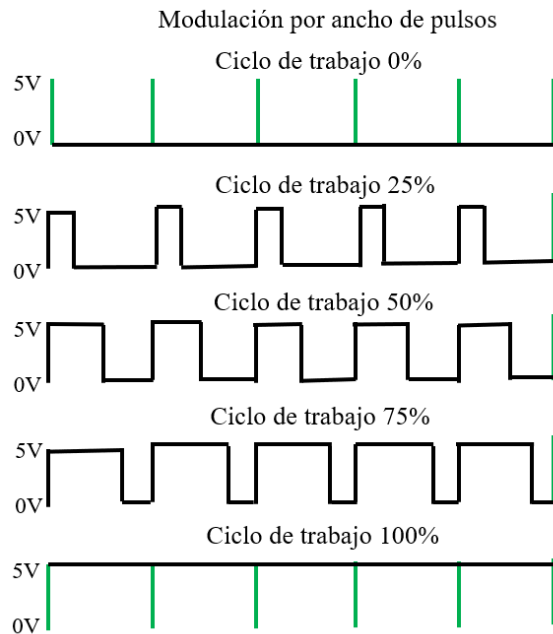 Modulación por ancho de pulsos
Ciclo de trabajo 0%
5V
0V
Ciclo de trabajo 25%
5V
0V
Ciclo de trabajo 50%
5V
0V
Ciclo de trabajo 75%
5V
0V
Ciclo de trabajo 100%
5V
0V